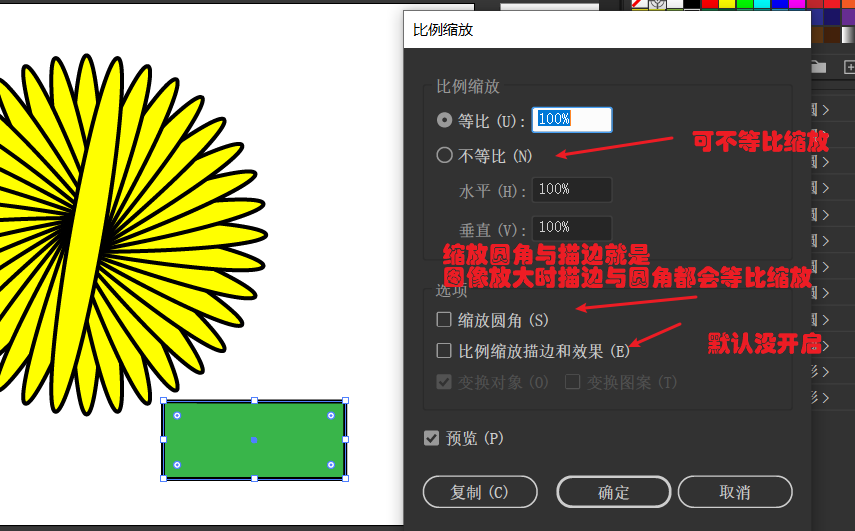 比例缩放
比例缩放
等比 (U): 100%
不等比 (N)
可不等比缩放
水平 (H): 100%
垂直 (V): 100%
缩放圆角与描边就是
图像放大时描边与圆角都会等比缩放
选项
缩放圆角 (S)
比例缩放描边和效果 (E)
默认没开启
变换对象 (O) 变换图案 (T)
预览 (P)
复制 (C) 确定 取消